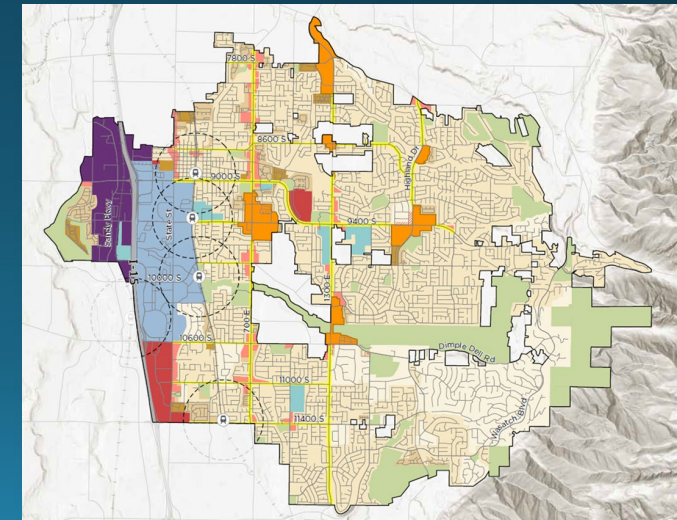 7800 S
8600 S
Highland Dr
9000 S
Sandy Pkwy
State St
9400 S
10000 S
I-15
1300 E
700 E
10600 S
Dimple Dell Rd
11000 S
Wasatch Blvd
11400 S